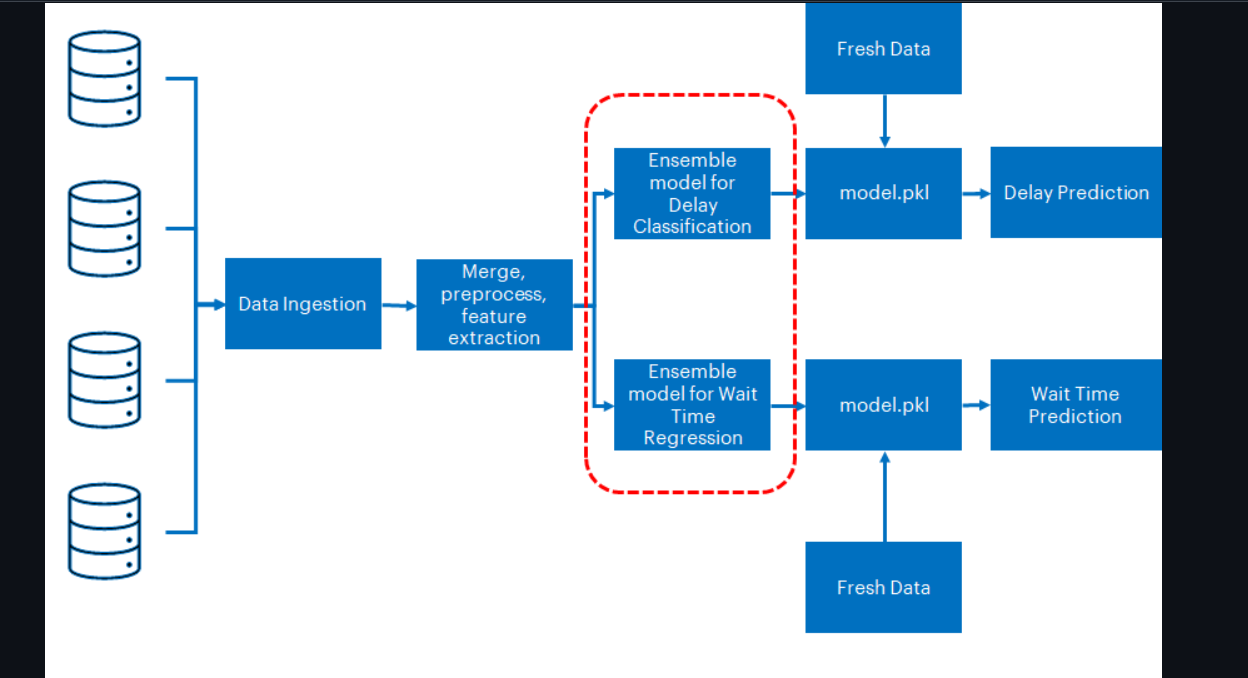 Fresh Data
Ensemble
model for
Delay
Classification
model.pkl
Delay Prediction
Data Ingestion
Merge,
preprocess,
feature
extraction
Ensemble
model for Wait
Time
Regression
model.pkl
Wait Time
Prediction
Fresh Data